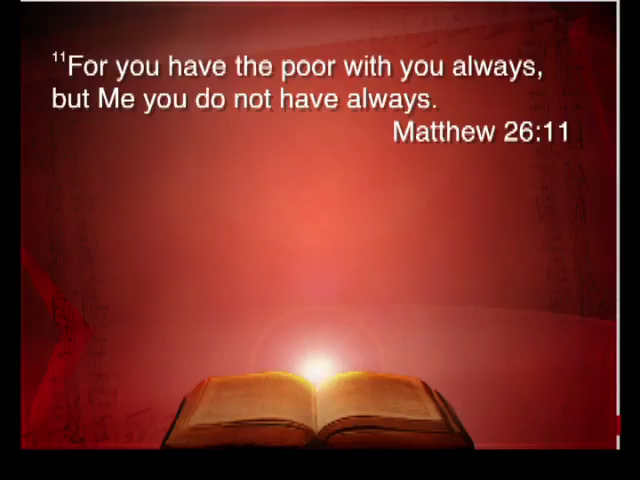 11For you have the poor with you always,
but Me you do not have always.
Matthew 26:11